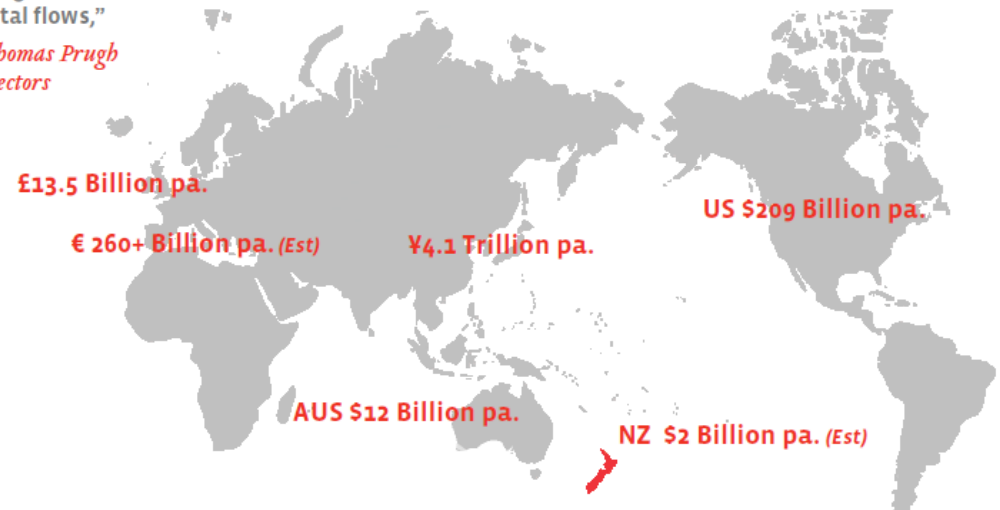 tal flows,”
homas Prugh
ectors
£13.5 Billion pa.
US $209 Billion pa.
€ 260+ Billion pa. (Est)
¥4.1 Trillion pa.
AUS $12 Billion pa.
NZ $2 Billion pa. (Est)